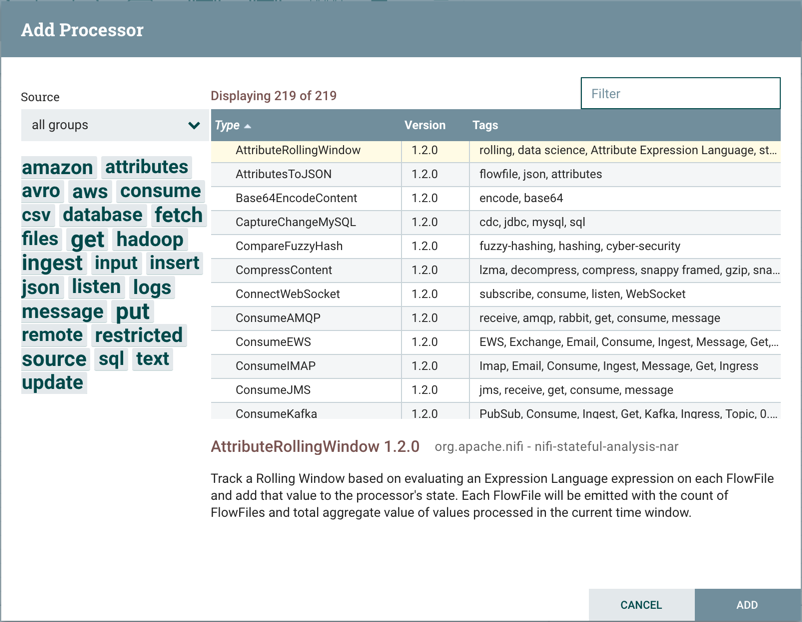 Add Processor
Source
Displaying 219 of 219
Filter
all groups
Type Version Tags
amazon attributes
avro aws consume
csv database fetch
files get hadoop
ingest input insert
json listen logs
message put
remote restricted
source sql text
update
AttributeRollingWindow 1.2.0 rolling, data science, Attribute Expression Language, st...
AttributesToJSON 1.2.0 flowfile, json, attributes
Base64EncodeContent 1.2.0 encode, base64
CaptureChangeMySQL 1.2.0 cdc, jdbc, mysql, sql
CompareFuzzyHash 1.2.0 fuzzy-hashing, hashing, cyber-security
CompressContent 1.2.0 lzma, decompress, compress, snappy framed, gzip, sna...
ConnectWebSocket 1.2.0 subscribe, consume, listen, WebSocket
ConsumeAMQP 1.2.0 receive, amqp, rabbit, get, consume, message
ConsumeEWS 1.2.0 EWS, Exchange, Email, Consume, Ingest, Message, Get,...
ConsumeIMAP 1.2.0 Imap, Email, Consume, Ingest, Message, Get, Ingress
ConsumeJMS 1.2.0 jms, receive, get, consume, message
ConsumeKafka 1.2.0 PubSub, Consume, Ingest, Get, Kafka, Ingress, Topic, 0....
AttributeRollingWindow 1.2.0 org.apache.nifi - nifi-stateful-analysis-nar
Track a Rolling Window based on evaluating an Expression Language expression on each FlowFile
and add that value to the processor's state. Each FlowFile will be emitted with the count of
FlowFiles and total aggregate value of values processed in the current time window.
CANCEL ADD